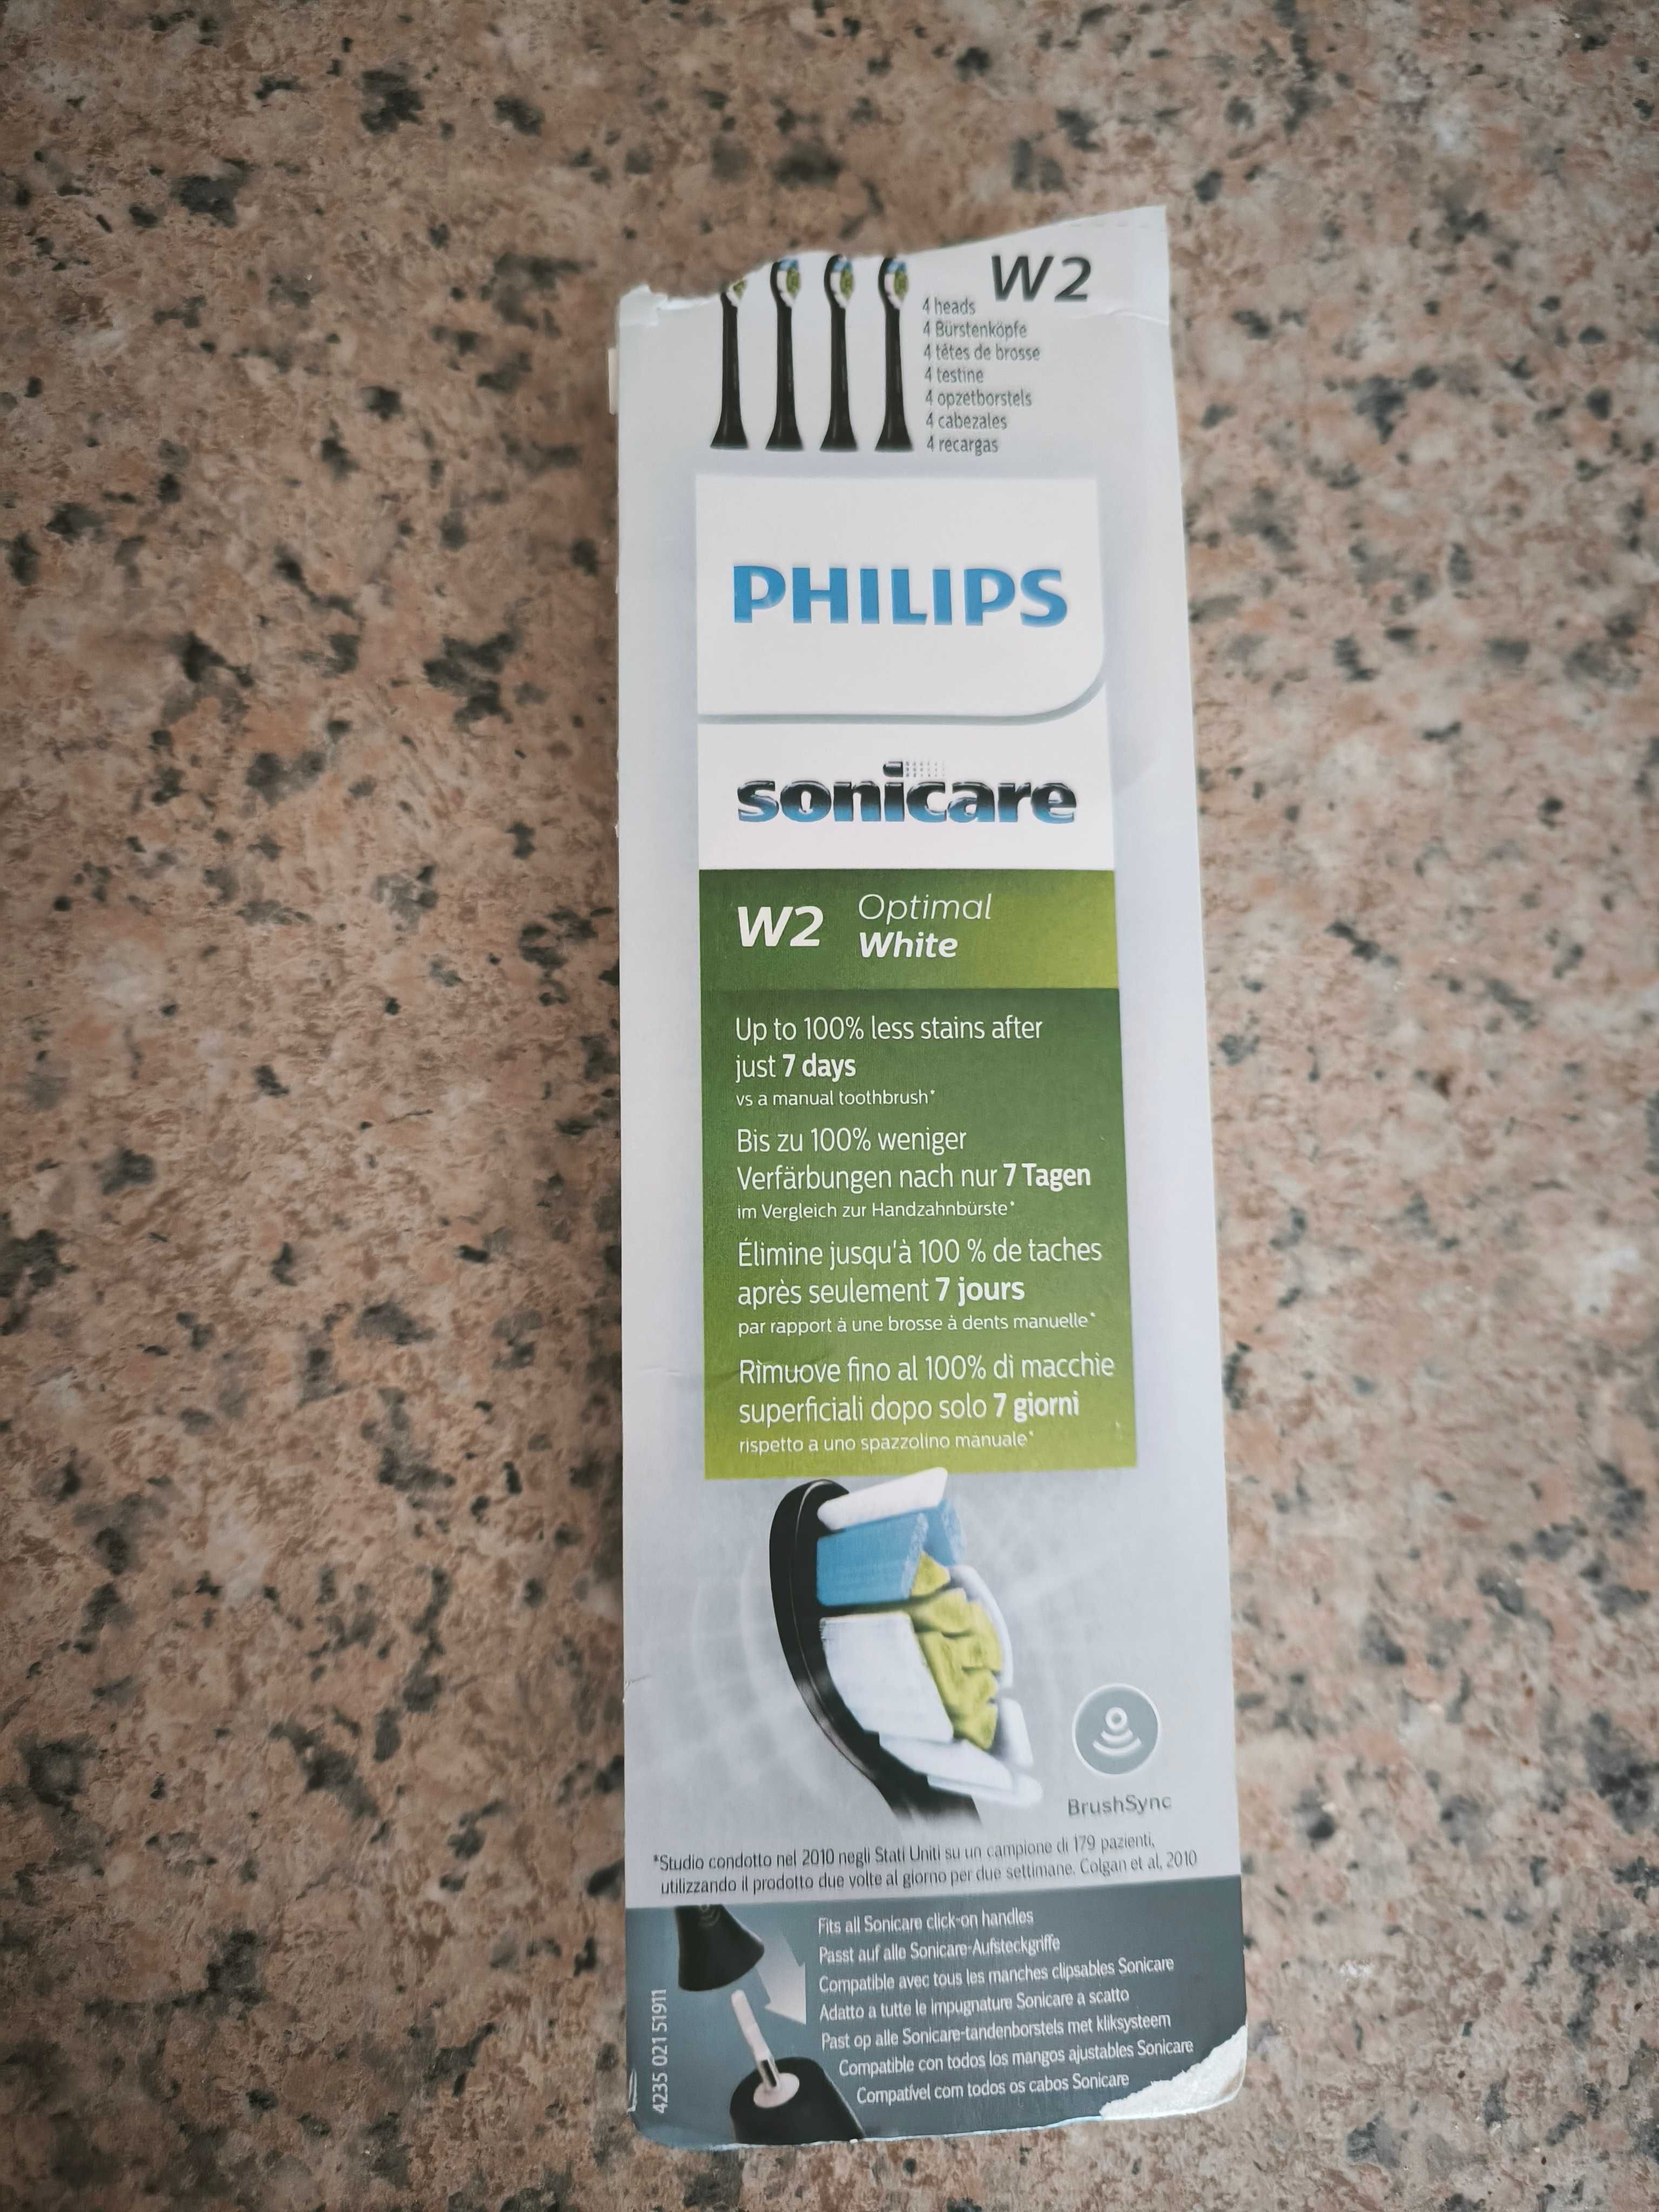 W2
4 heads
4 Bürstenköpfe
4 têtes de brosse
4 testine
4 opzetborstels
4 cabezales
4 recargas
PHILIPS
sonicare
W2 Optimal
White
Up to 100% less stains after
just 7 days
vs a manual toothbrush*
Bis zu 100% weniger
Verfärbungen nach nur 7 Tagen
im Vergleich zur Handzahnbürste*
Élimine jusqu'à 100 % de taches
après seulement 7 jours
par rapport à une brosse à dents manuelle*
Rimuove fino al 100% di macchie
superficiali dopo solo 7 giorni
rispetto a uno spazzolino manuale*
BrushSync
*Studio condotto nel 2010 negli Stati Uniti su un campione di 179 pazienti,
utilizzando il prodotto due volte al giorno per due settimane. Colgan et al, 2010
Fits all Sonicare click-on handles
Passt auf alle Sonicare-Aufsteckgriffe
Compatible avec tous les manches clipsables Sonicare
Adatto a tutte le impugnature Sonicare a scatto
Past op alle Sonicare-tandenborstels met kliksysteem
Compatible con todos los mangos ajustables Sonicare
Compatível com todos os cabos Sonicare
4235 021 51911